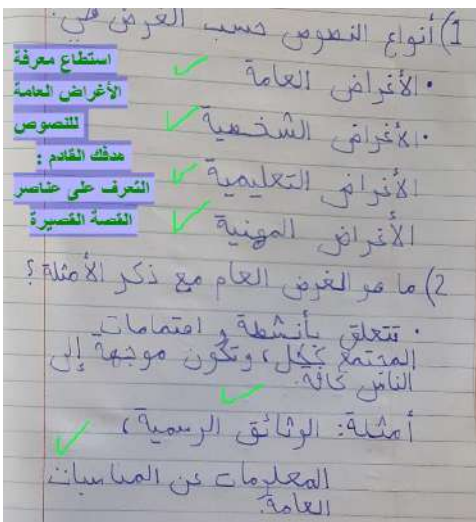 1) أنواع النصوص حسب الغرض هي:
• الأغراض العامة
• الأغراض الشخصية
الأغراض التعليمية
الأغراض المهنية
استطاع معرفة
الأغراض العامة
للنصوص
هدفك القادم :
التعرف على عناصر
القصة القصيرة
2) ما هو الغرض العام مع ذكر الأمثلة؟
• تتعلق بأنشطة و اهتمامات
المجتمع ككل، وتكون موجهة إلى
الناس كافة.
أمثلة: الوثائق الرسمية،
المعلومات عن المناسبات
العامة.